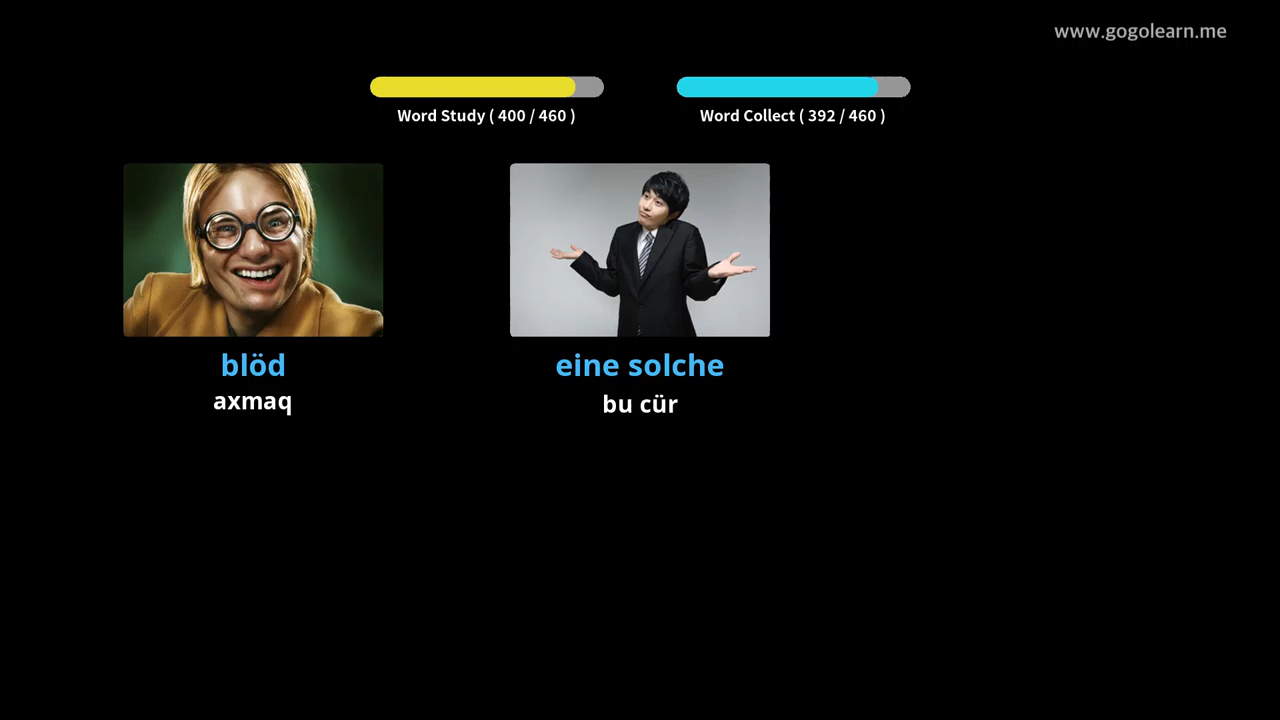 www.gogolearn.me
Word Study ( 400 / 460 )
Word Collect ( 392 / 460 )
blöd
axmaq
eine solche
bu cür